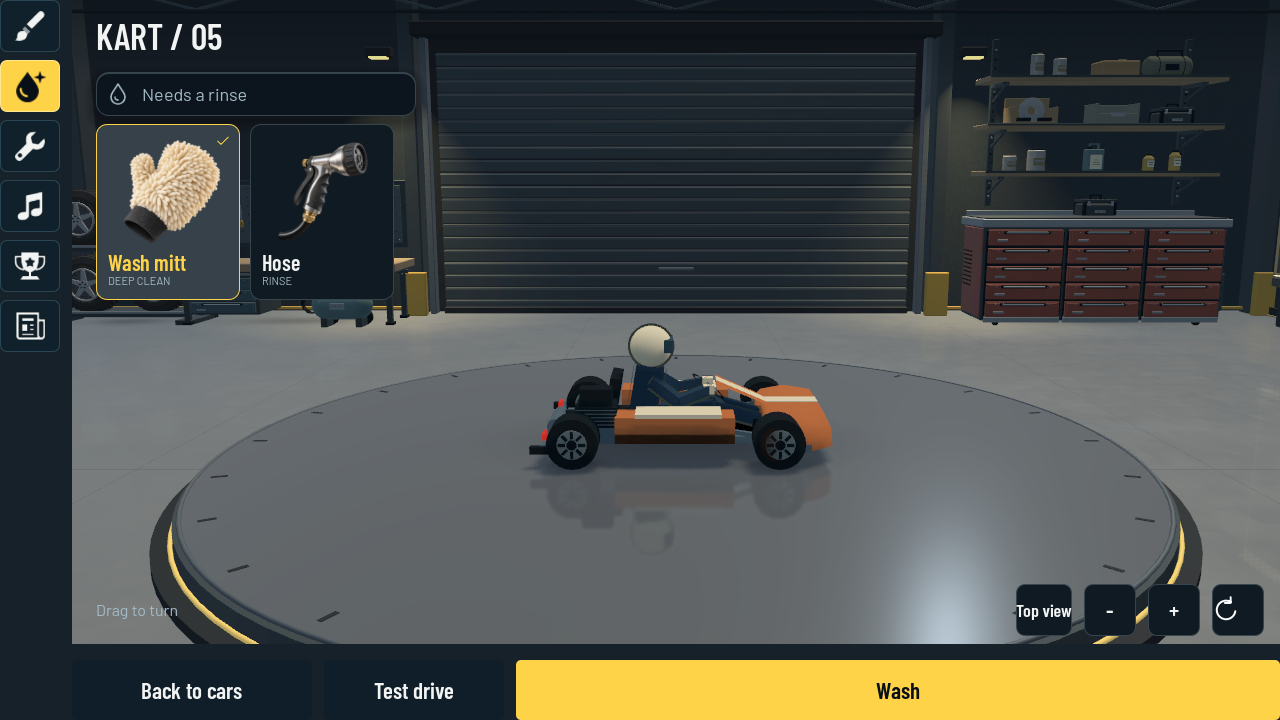 KART / 05
Needs a rinse
Wash mitt
DEEP CLEAN
Hose
RINSE
Drag to turn
Top view
-
+
Back to cars
Test drive
Wash